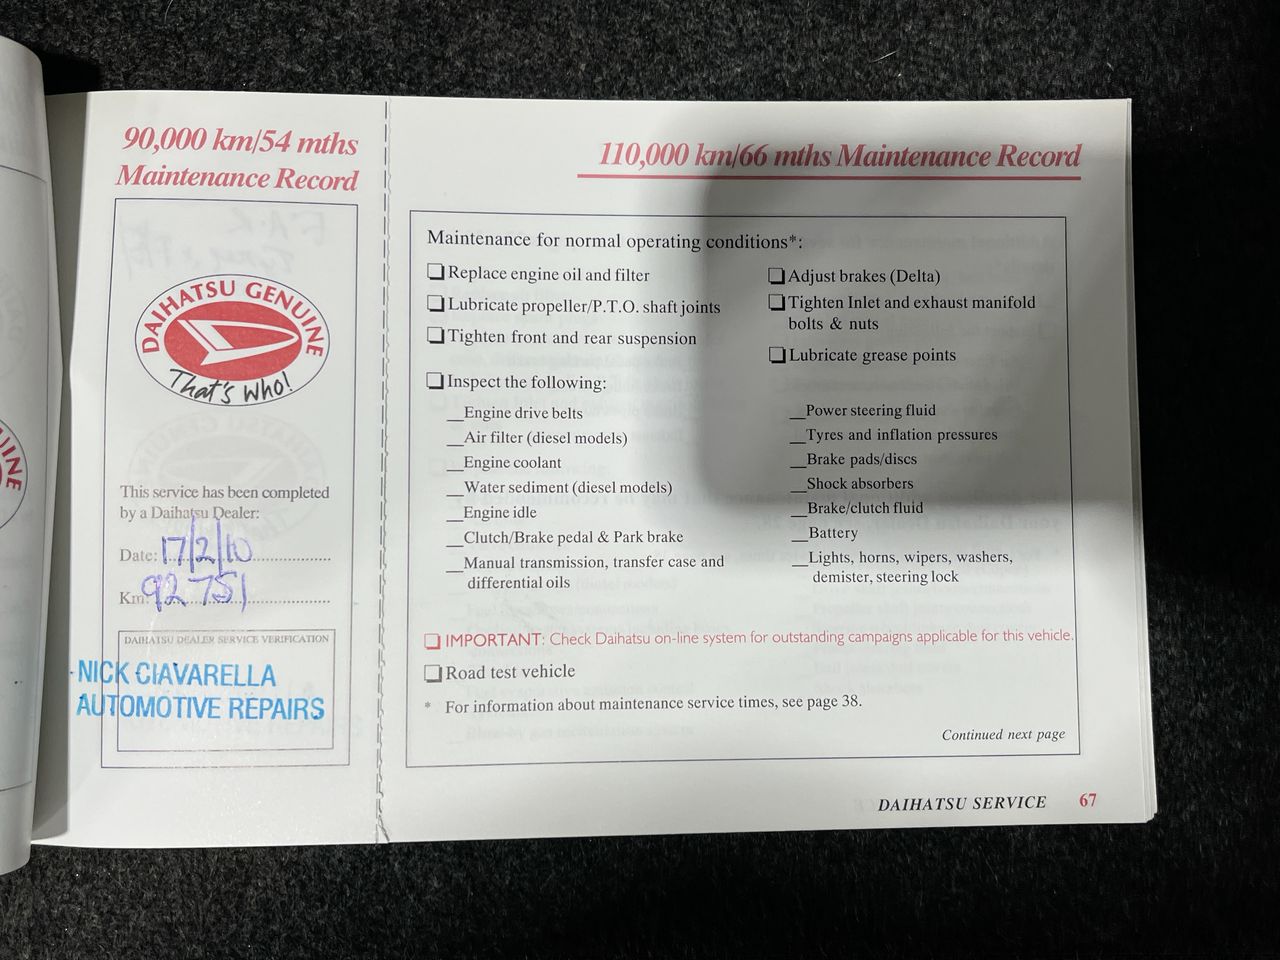 90,000 km/54 mths
Maintenance Record
DAIHATSU GENUINE
That's Who!
This service has been completed
by a Daihatsu Dealer:
Date: 17/2/10
Km: 92 751
DAIHATSU DEALER SERVICE VERIFICATION
NICK CIAVARELLA
AUTOMOTIVE REPAIRS
110,000 km/66 mths Maintenance Record
Maintenance for normal operating conditions*:
Replace engine oil and filter
Lubricate propeller/P.T.O. shaft joints
Tighten front and rear suspension
Adjust brakes (Delta)
Tighten Inlet and exhaust manifold
bolts & nuts
Lubricate grease points
Inspect the following:
Engine drive belts
Air filter (diesel models)
Engine coolant
Water sediment (diesel models)
Engine idle
Clutch/Brake pedal & Park brake
Manual transmission, transfer case and
differential oils
Power steering fluid
Tyres and inflation pressures
Brake pads/discs
Shock absorbers
Brake/clutch fluid
Battery
Lights, horns, wipers, washers,
demister, steering lock
IMPORTANT: Check Daihatsu on-line system for outstanding campaigns applicable for this vehicle.
Road test vehicle
* For information about maintenance service times, see page 38.
Continued next page
DAIHATSU SERVICE 67
UINE